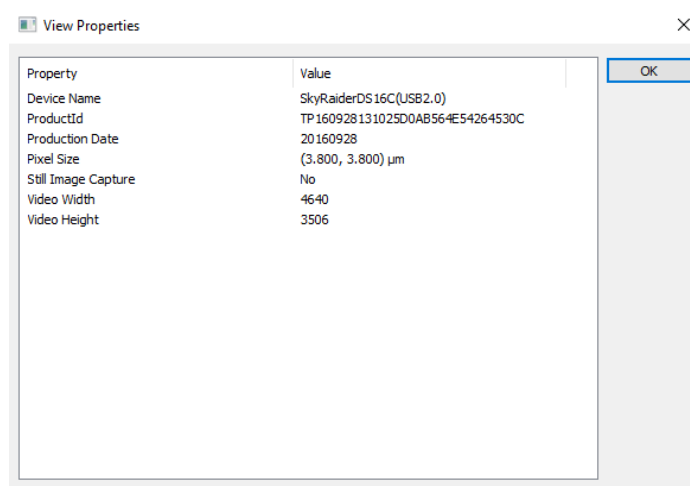 View Properties
OK
Property Value
Device Name SkyRaiderDS16C(USB2.0)
ProductId TP160928131025D0AB564E54264530C
Production Date 20160928
Pixel Size (3.800, 3.800) µm
Still Image Capture No
Video Width 4640
Video Height 3506